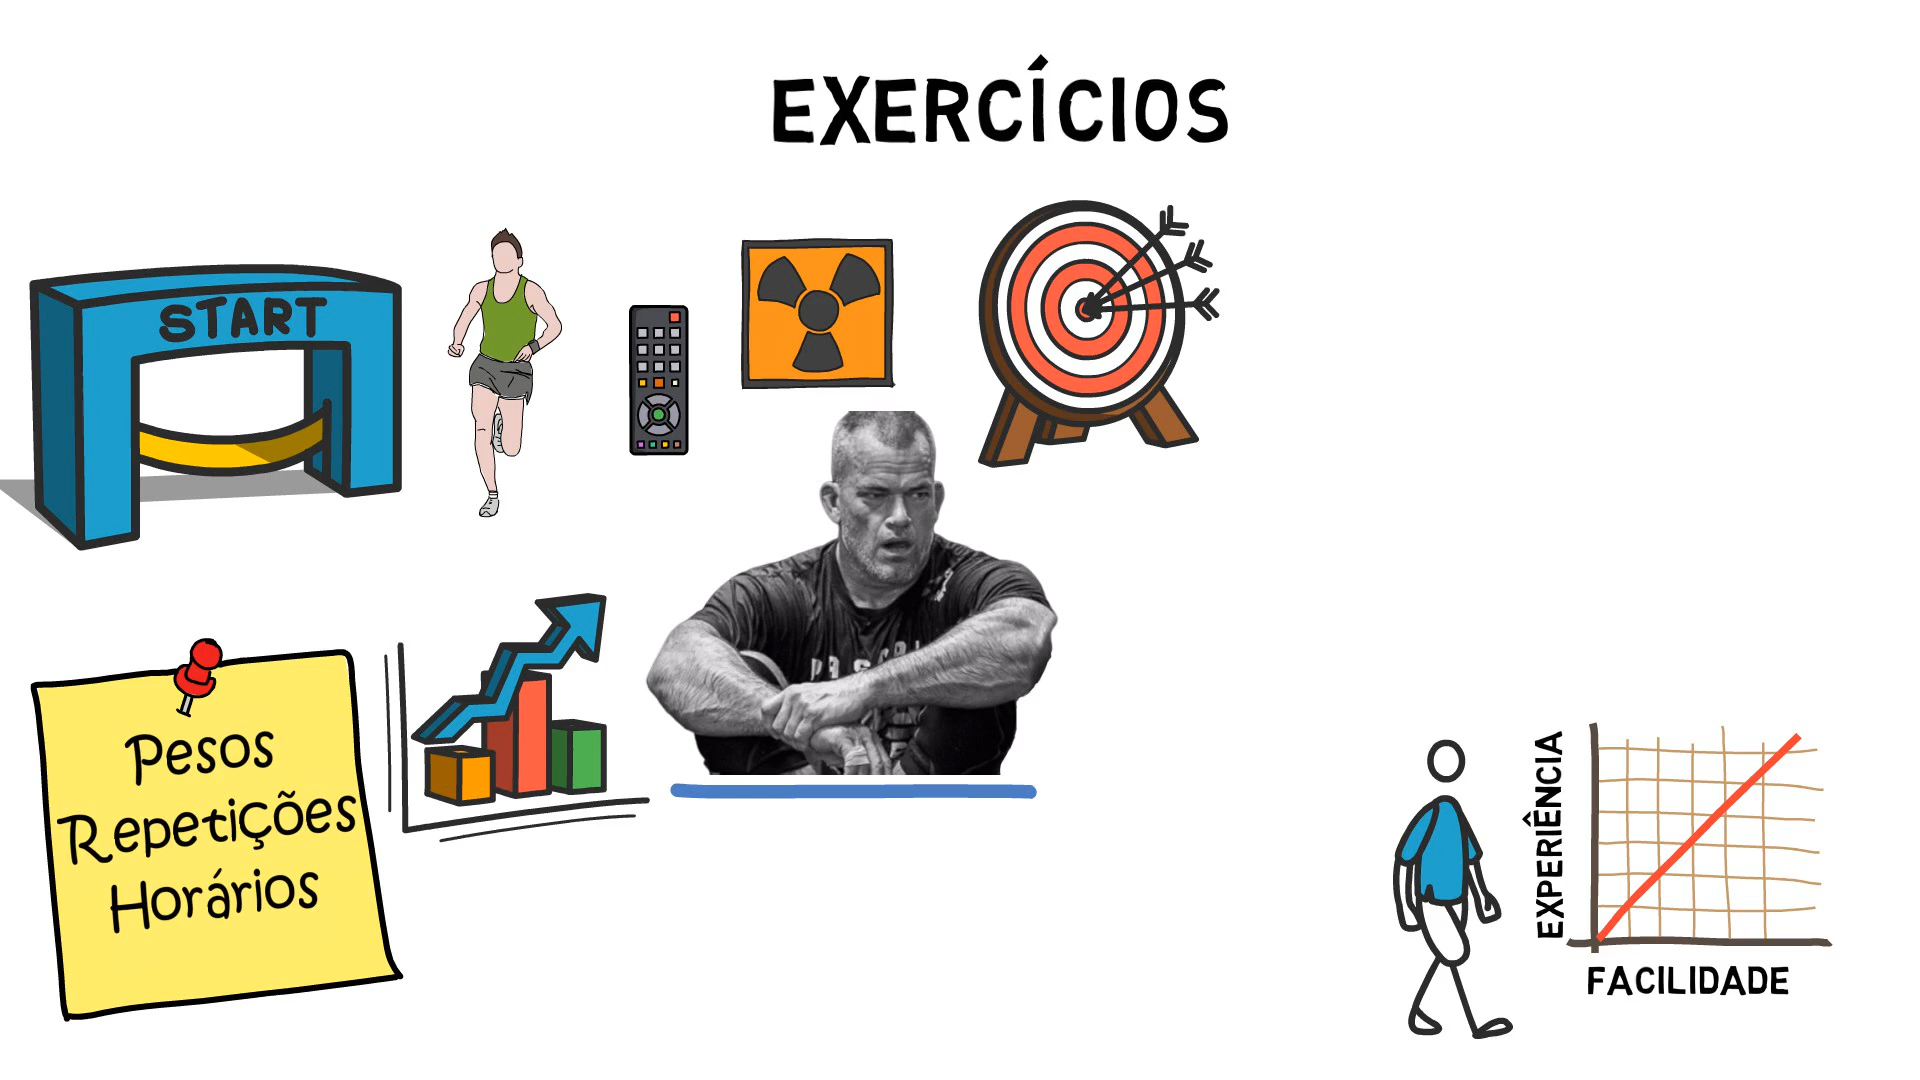 EXERCÍCIOS
START
Pesos
Repetições
Horários
EXPERIÊNCIA
FACILIDADE